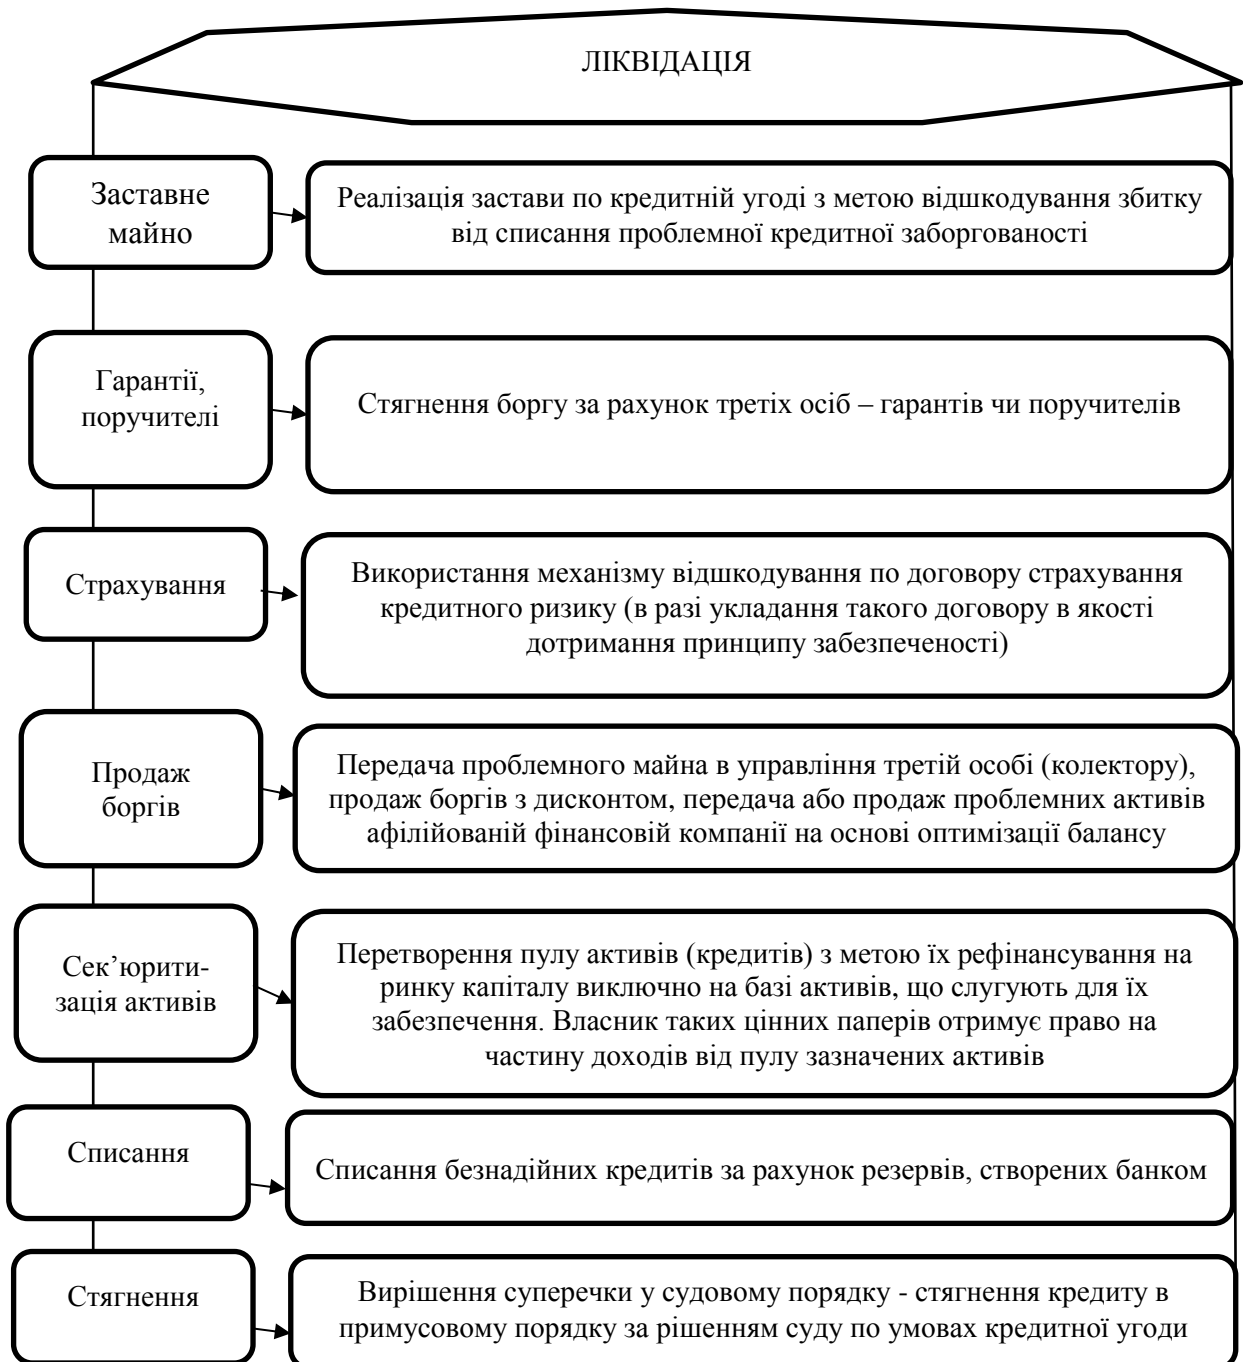 ЛІКВІДАЦІЯ
Заставне
майно
Реалізація застави по кредитній угоді з метою відшкодування збитку
від списання проблемної кредитної заборгованості
Гарантії,
поручителі
Стягнення боргу за рахунок третіх осіб – гарантів чи поручителів
Страхування
Використання механізму відшкодування по договору страхування
кредитного ризику (в разі укладання такого договору в якості
дотримання принципу забезпеченості)
Продаж
боргів
Передача проблемного майна в управління третій особі (колектору),
продаж боргів з дисконтом, передача або продаж проблемних активів
афілійованій фінансовій компанії на основі оптимізації балансу
Сек’юрити-
зація активів
Перетворення пулу активів (кредитів) з метою їх рефінансування на
ринку капіталу виключно на базі активів, що слугують для їх
забезпечення. Власник таких цінних паперів отримує право на
частину доходів від пулу зазначених активів
Списання
Списання безнадійних кредитів за рахунок резервів, створених банком
Стягнення
Вирішення суперечки у судовому порядку - стягнення кредиту в
примусовому порядку за рішенням суду по умовах кредитної угоди